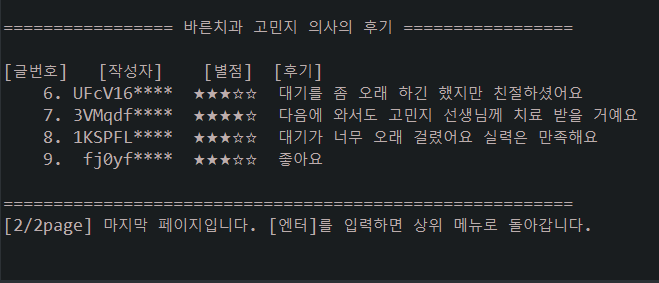 ================= 바른치과 고민지 의사의 후기 =================
[글번호] [작성자] [별점] [후기]
6. UFcV16**** ★★★☆☆ 대기를 좀 오래 하긴 했지만 친절하셨어요
7. 3VMqdf**** ★★★★☆ 다음에 와서도 고민지 선생님께 치료 받을 거예요
8. 1KSPFL**** ★★★☆☆ 대기가 너무 오래 걸렸어요 실력은 만족해요
9. fj0yf**** ★★★☆☆ 좋아요
=========================================================
[2/2page] 마지막 페이지입니다. [엔터]를 입력하면 상위 메뉴로 돌아갑니다.